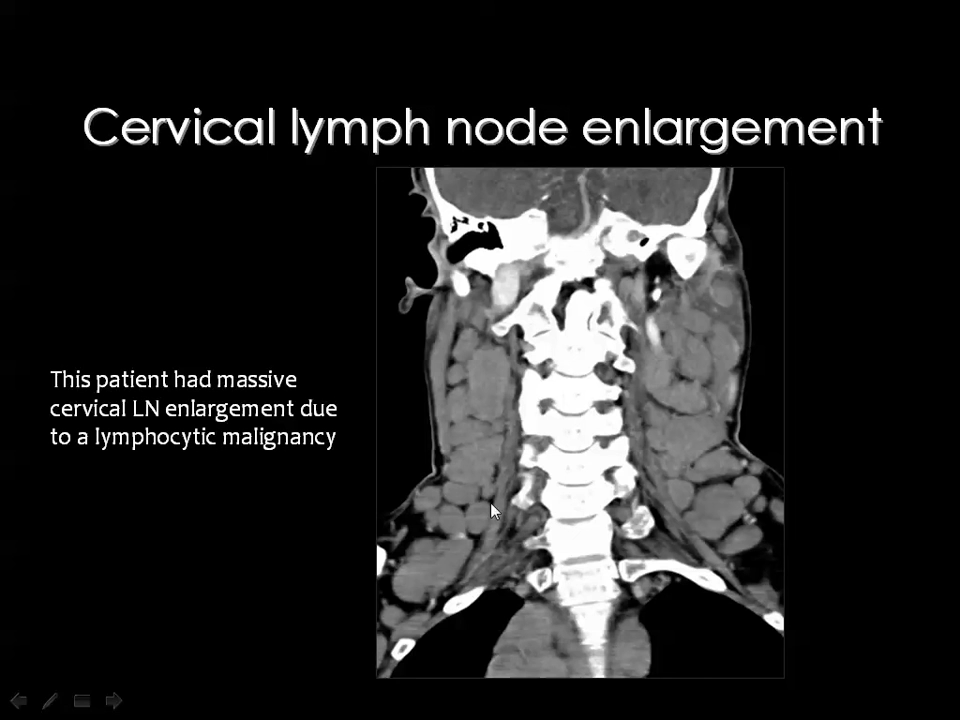 Cervical lymph node enlargement
This patient had massive
cervical LN enlargement due
to a lymphocytic malignancy